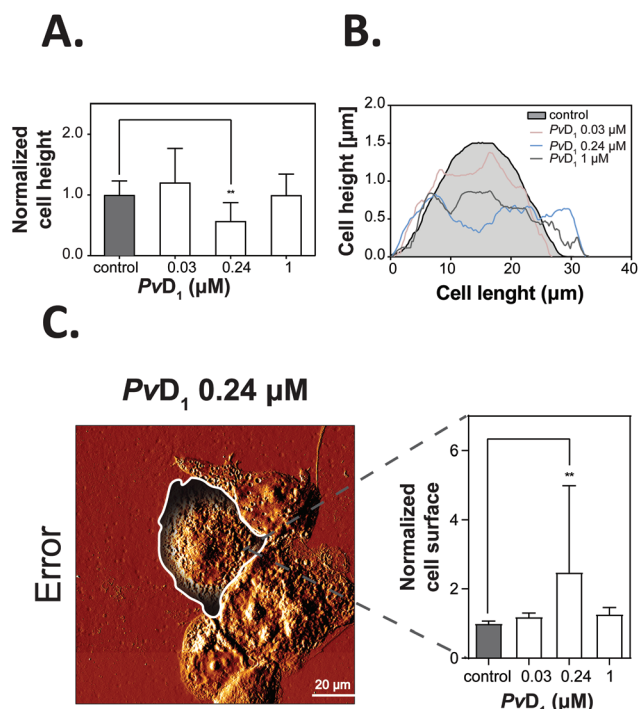 A.
Normalized
cell height
2.0
1.0
0.0
**
control 0.03 0.24 1
PvD1 (µM)
B.
Cell height [µm]
2.0
1.5
1.0
0.5
0.0
control
PvD1 0.03 µM
PvD1 0.24 µM
PvD1 1 µM
0 10 20 30 40
Cell lenght (µm)
C.
PvD1 0.24 µM
Error
20 µm
Normalized
cell surface
6
4
2
0
**
control 0.03 0.24 1
PvD1 (µM)